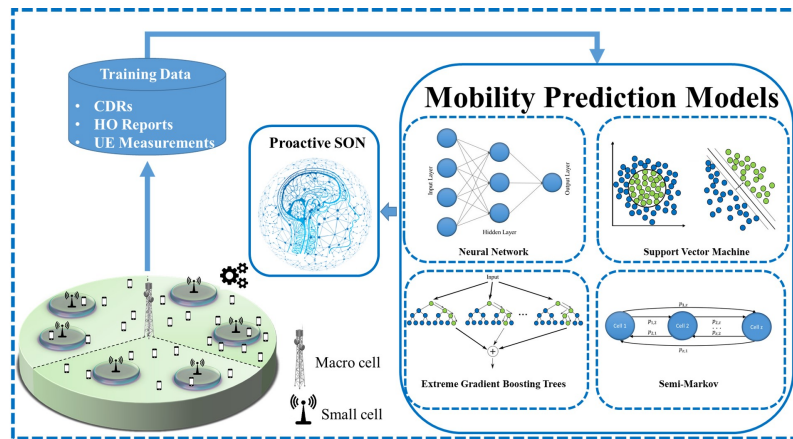 Training Data
• CDRs
• HO Reports
• UE Measurements
Proactive SON
Macro cell
Small cell
Mobility Prediction Models
Input Layer
Hidden Layer
Output Layer
Neural Network
Support Vector Machine
Input
...
+
Extreme Gradient Boosting Trees
Cell 1
Cell 2
Cell z
...
Semi-Markov